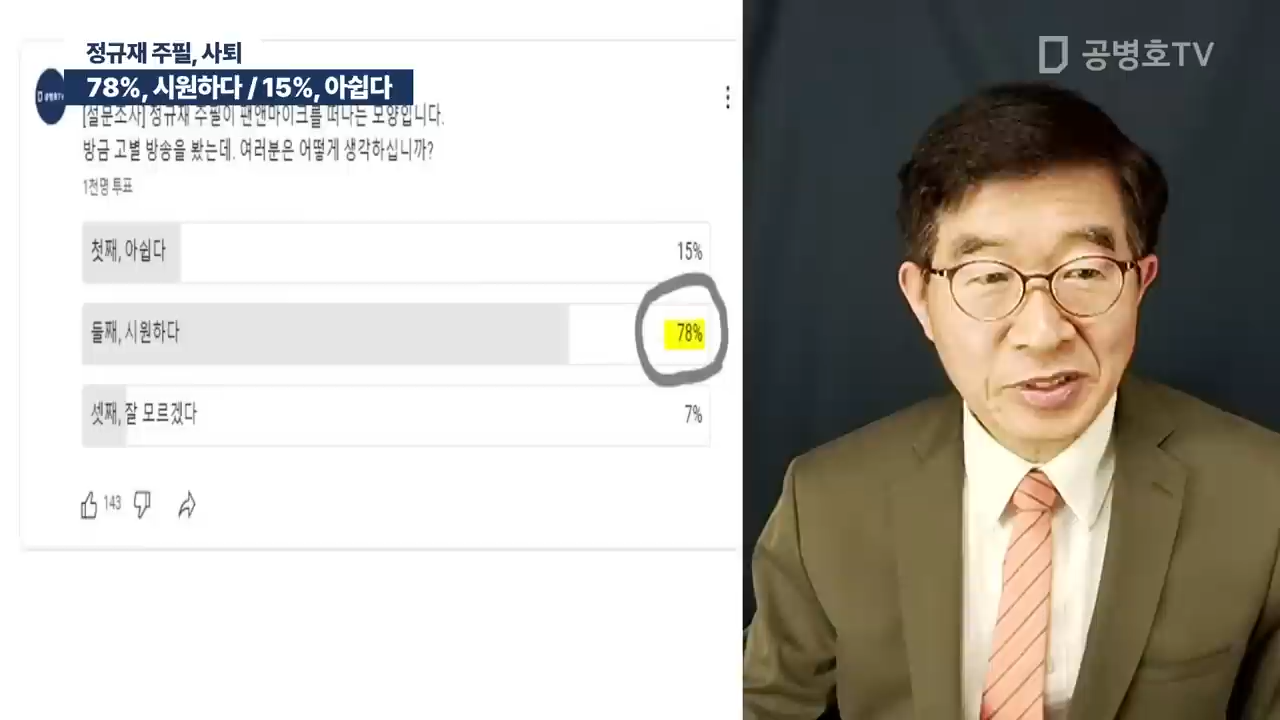 정규재 주필, 사퇴
78%, 시원하다 / 15%, 아쉽다
공병호TV
[설문조사] 정규재 주필이 펜앤마이크를 떠나는 모양입니다.
방금 고별 방송을 봤는데. 여러분은 어떻게 생각하십니까?
1천명 투표
첫째, 아쉽다 15%
둘째, 시원하다 78%
셋째, 잘 모르겠다 7%
143
공병호TV